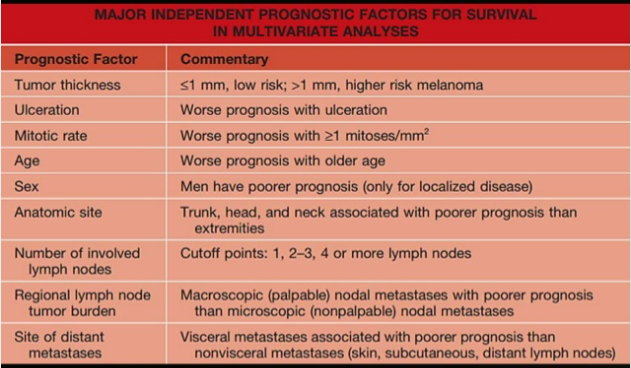 MAJOR INDEPENDENT PROGNOSTIC FACTORS FOR SURVIVAL
IN MULTIVARIATE ANALYSES
Prognostic Factor Commentary
Tumor thickness ≤1 mm, low risk; >1 mm, higher risk melanoma
Ulceration Worse prognosis with ulceration
Mitotic rate Worse prognosis with ≥1 mitoses/mm²
Age Worse prognosis with older age
Sex Men have poorer prognosis (only for localized disease)
Anatomic site Trunk, head, and neck associated with poorer prognosis than
extremities
Number of involved Cutoff points: 1, 2–3, 4 or more lymph nodes
lymph nodes
Regional lymph node Macroscopic (palpable) nodal metastases with poorer prognosis
tumor burden than microscopic (nonpalpable) nodal metastases
Site of distant Visceral metastases associated with poorer prognosis than
metastases nonvisceral metastases (skin, subcutaneous, distant lymph nodes)